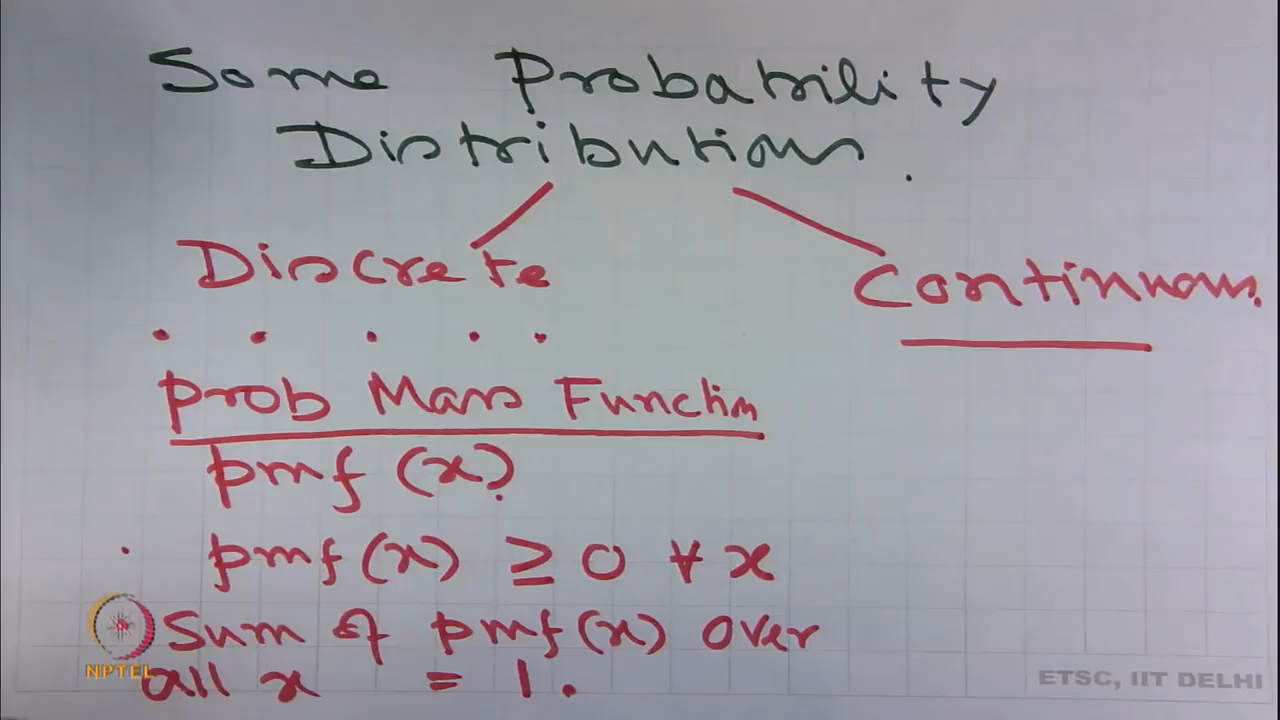 Some Probability
Distributions.
Discrete
Continuous.
prob Mass Function
pmf (x)
pmf(x) ≥ 0 ∀ x
Sum of pmf(x) over
all x = 1.
NPTEL
ETSC, IIT DELHI